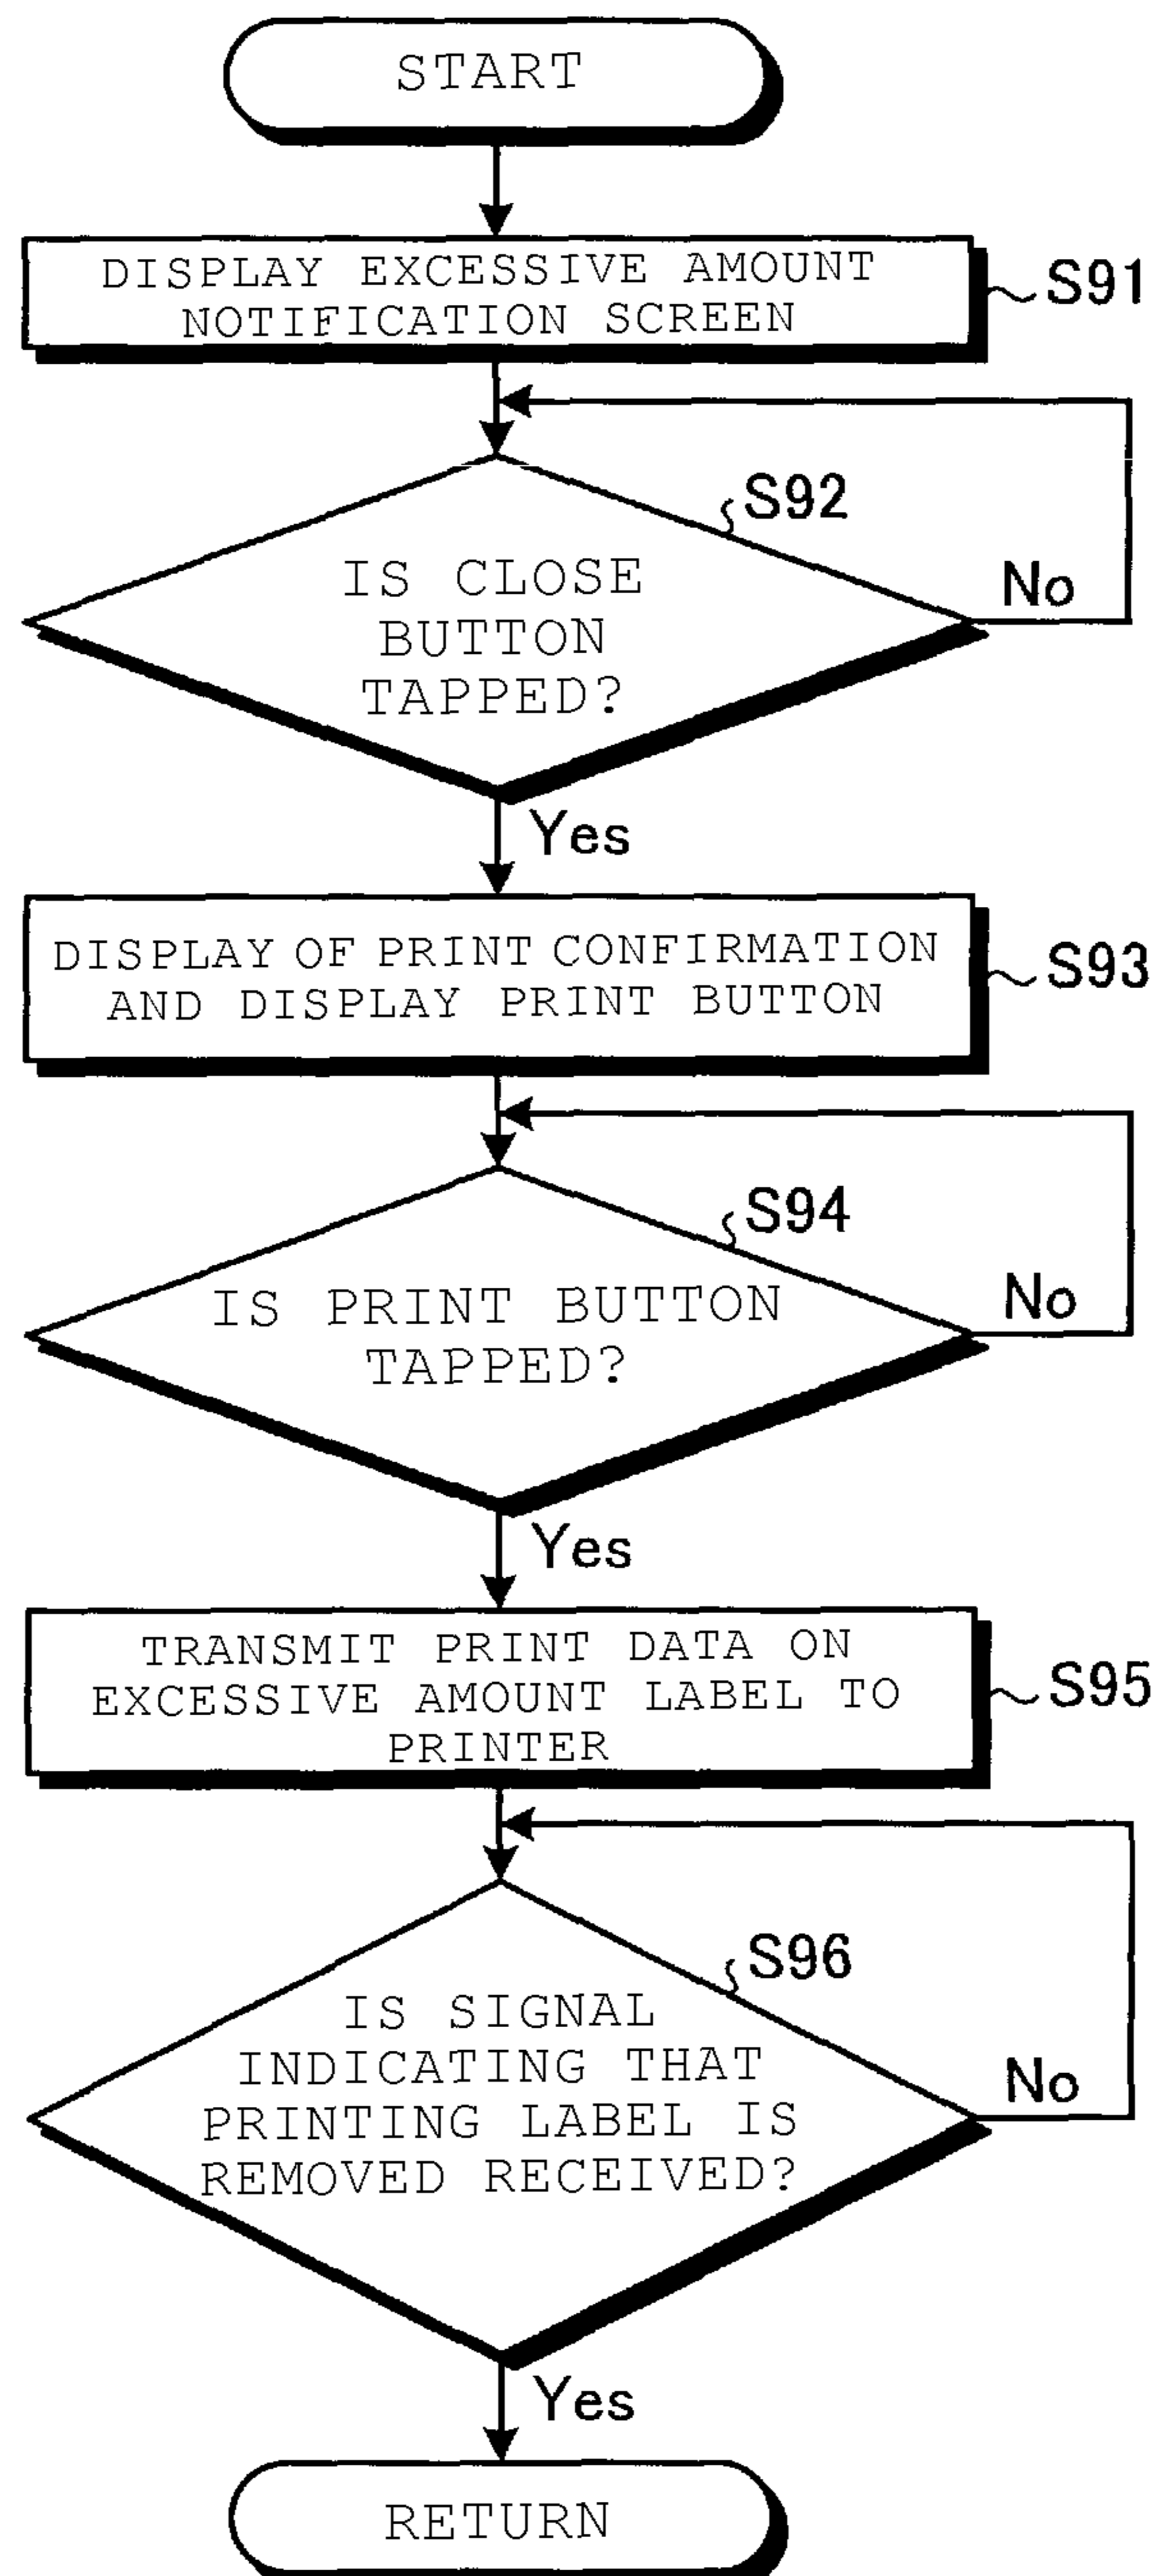 START
DISPLAY EXCESSIVE AMOUNT
NOTIFICATION SCREEN
S91
S92
IS CLOSE
BUTTON
TAPPED?
No
Yes
DISPLAY OF PRINT CONFIRMATION
AND DISPLAY PRINT BUTTON
S93
S94
IS PRINT BUTTON
TAPPED?
No
Yes
TRANSMIT PRINT DATA ON
EXCESSIVE AMOUNT LABEL TO
PRINTER
S95
S96
IS SIGNAL
INDICATING THAT
PRINTING LABEL IS
REMOVED RECEIVED?
No
Yes
RETURN